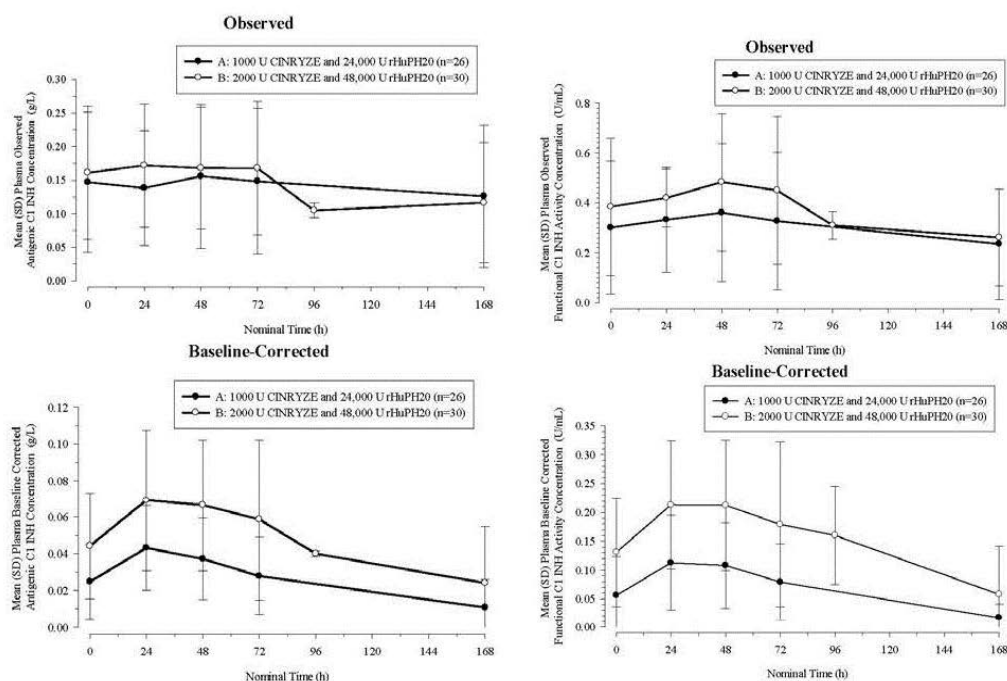 Observed
A: 1000 U CINRYZE and 24,000 U rHuPH20 (n=26)
B: 2000 U CINRYZE and 48,000 U rHuPH20 (n=30)
Mean (SD) Plasma Observed
Antigenic C1 INH Concentration (g/L)
0.30
0.25
0.20
0.15
0.10
0.05
0.00
0 24 48 72 96 120 144 168
Nominal Time (h)
Observed
A: 1000 U CINRYZE and 24,000 U rHuPH20 (n=26)
B: 2000 U CINRYZE and 48,000 U rHuPH20 (n=30)
Mean (SD) Plasma Observed
Functional C1 INH Activity Concentration (U/mL)
0.8
0.6
0.4
0.2
0.0
0 24 48 72 96 120 144 168
Nominal Time (h)
Baseline-Corrected
A: 1000 U CINRYZE and 24,000 U rHuPH20 (n=26)
B: 2000 U CINRYZE and 48,000 U rHuPH20 (n=30)
Mean (SD) Plasma Baseline Corrected
Antigenic C1 INH Concentration (g/L)
0.12
0.10
0.08
0.06
0.04
0.02
0.00
0 24 48 72 96 120 144 168
Nominal Time (h)
Baseline-Corrected
A: 1000 U CINRYZE and 24,000 U rHuPH20 (n=26)
B: 2000 U CINRYZE and 48,000 U rHuPH20 (n=30)
Mean (SD) Plasma Baseline Corrected
Functional C1 INH Activity Concentration (U/mL)
0.35
0.30
0.25
0.20
0.15
0.10
0.05
0.00
0 24 48 72 96 120 144 168
Nominal Time (h)